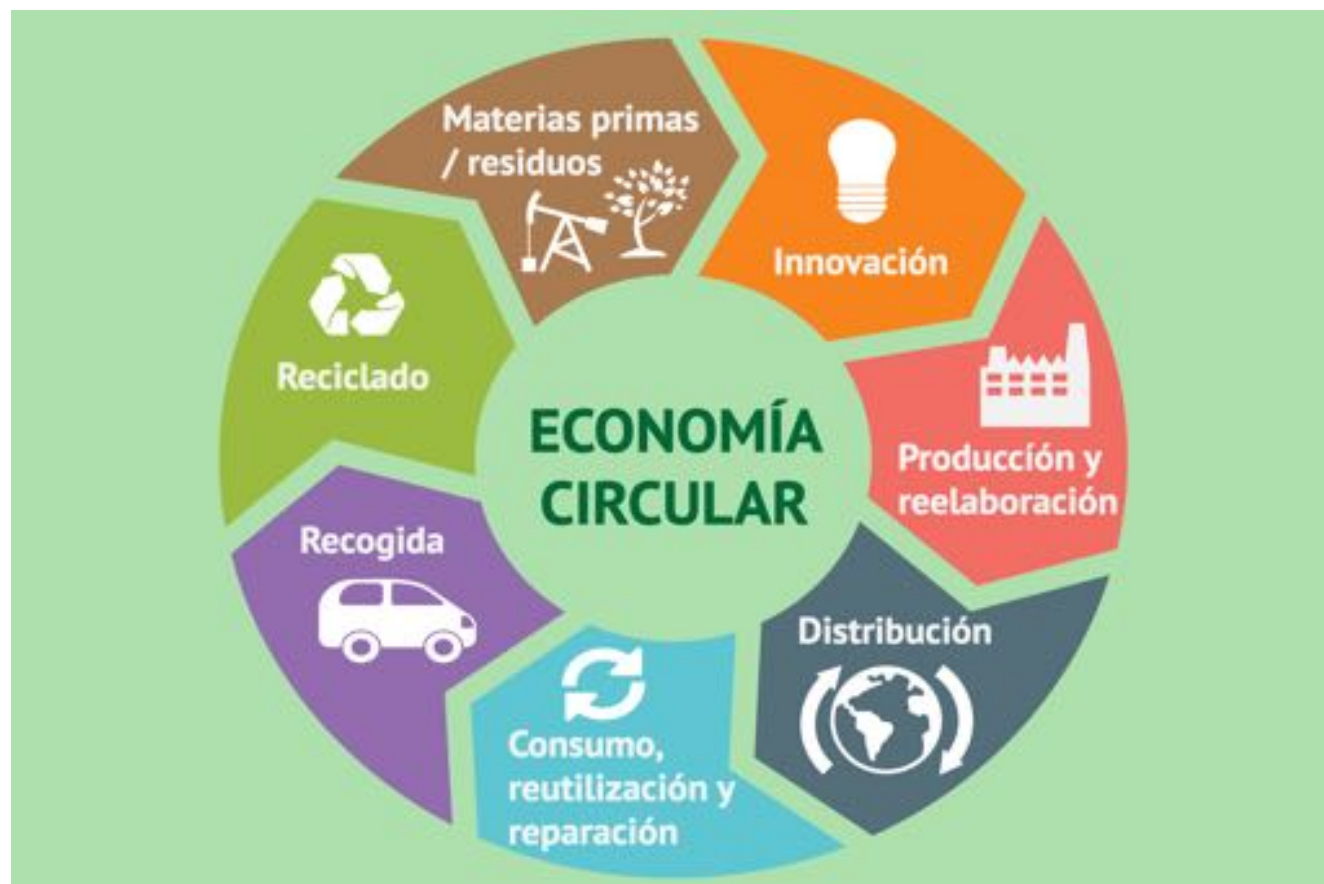 Materias primas
/ residuos
Innovación
Producción y
reelaboración
Distribución
Consumo,
reutilización y
reparación
Recogida
Reciclado
ECONOMÍA
CIRCULAR